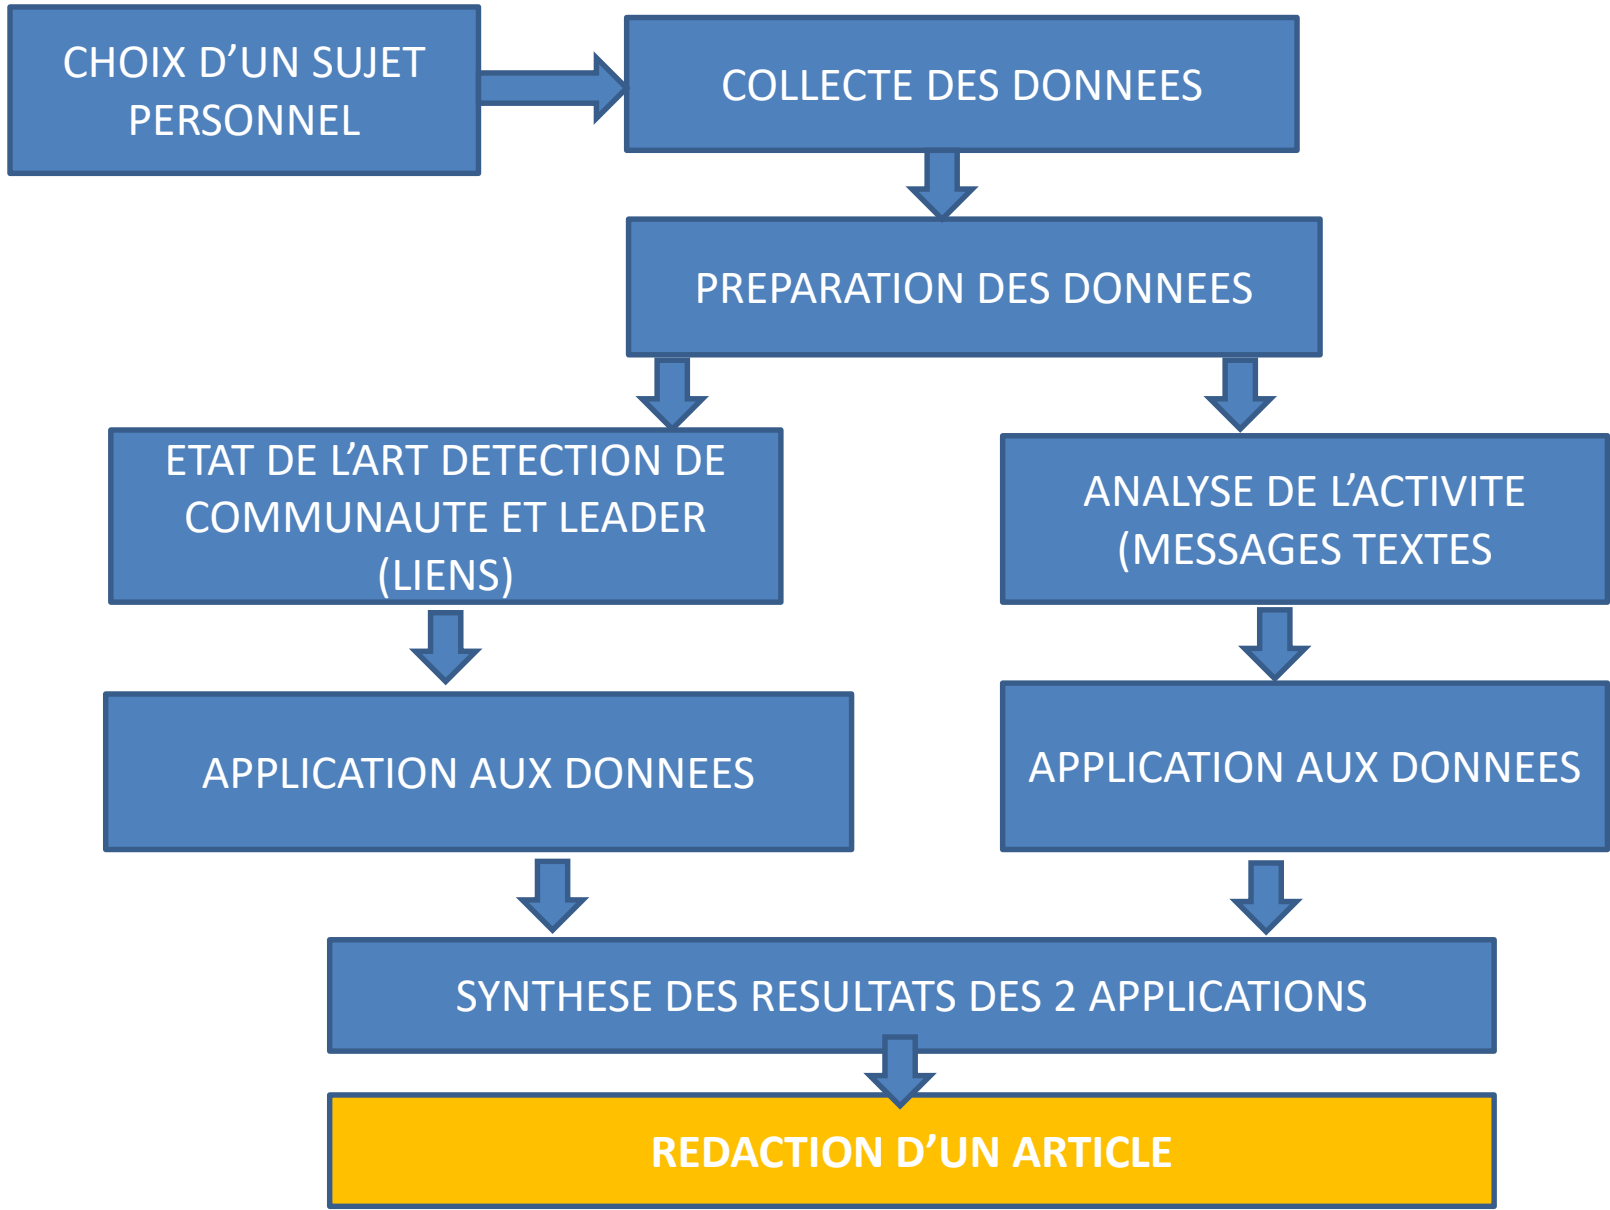 CHOIX D’UN SUJET
PERSONNEL
COLLECTE DES DONNEES
PREPARATION DES DONNEES
ETAT DE L’ART DETECTION DE
COMMUNAUTE ET LEADER
(LIENS)
ANALYSE DE L’ACTIVITE
(MESSAGES TEXTES
APPLICATION AUX DONNEES
APPLICATION AUX DONNEES
SYNTHESE DES RESULTATS DES 2 APPLICATIONS
REDACTION D’UN ARTICLE